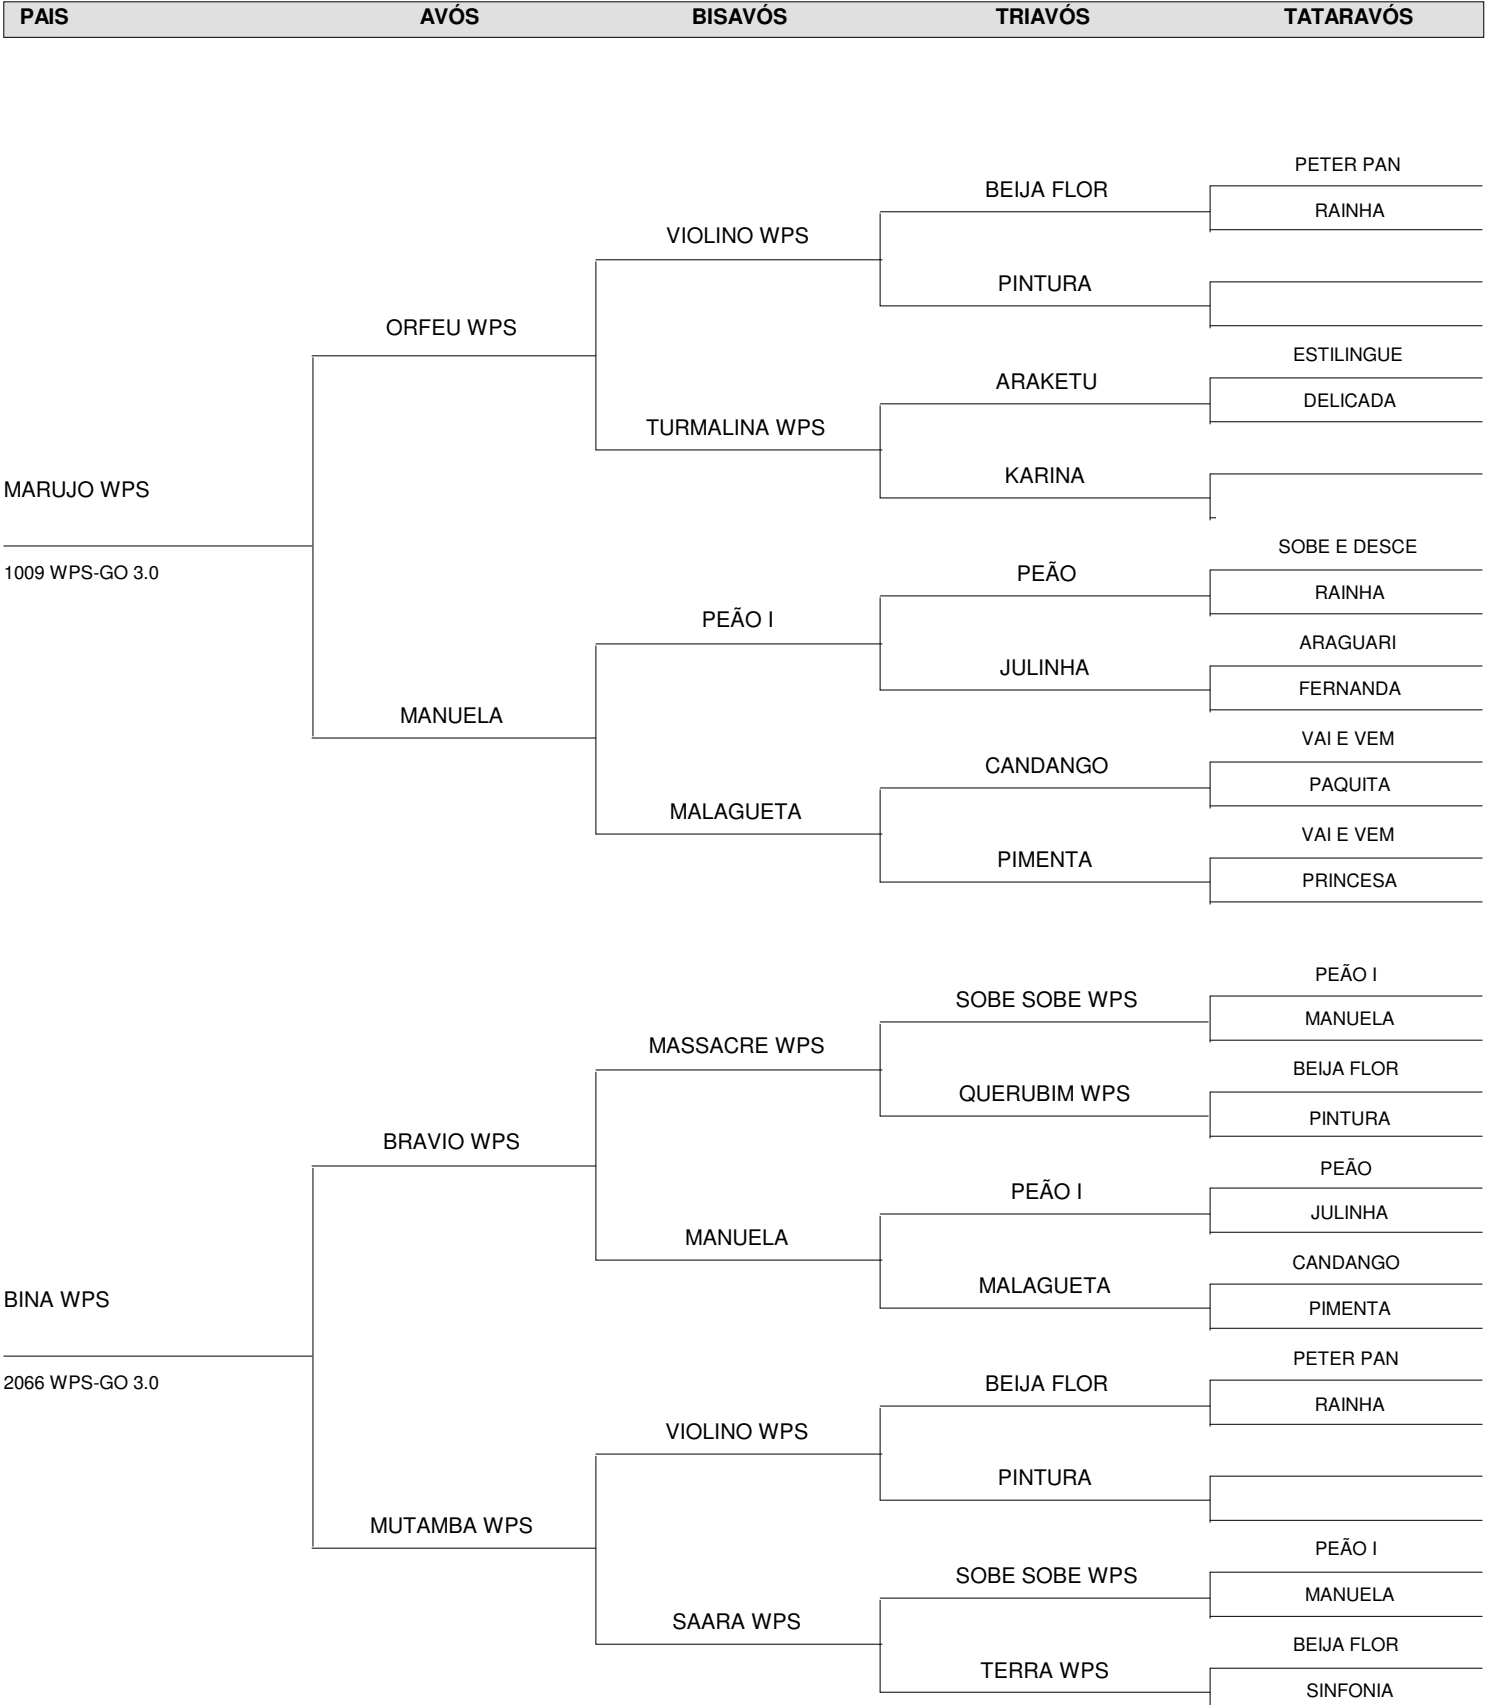 PAIS AVÓS BISAVÓS TRIAVÓS TATARAVÓS
PETER PAN
BEIJA FLOR
RAINHA
VIOLINO WPS
PINTURA
ORFEU WPS
ESTILINGUE
ARAKETU
DELICADA
TURMALINA WPS
KARINA
MARUJO WPS
SOBE E DESCE
1009 WPS-GO 3.0
PEÃO
RAINHA
PEÃO I
ARAGUARI
JULINHA
FERNANDA
MANUELA
VAI E VEM
CANDANGO
PAQUITA
MALAGUETA
VAI E VEM
PIMENTA
PRINCESA
PEÃO I
SOBE SOBE WPS
MANUELA
MASSACRE WPS
BEIJA FLOR
QUERUBIM WPS
PINTURA
BRAVIO WPS
PEÃO
PEÃO I
JULINHA
MANUELA
CANDANGO
MALAGUETA
BINA WPS
PIMENTA
PETER PAN
2066 WPS-GO 3.0
BEIJA FLOR
RAINHA
VIOLINO WPS
PINTURA
MUTAMBA WPS
PEÃO I
SOBE SOBE WPS
MANUELA
SAARA WPS
BEIJA FLOR
TERRA WPS
SINFONIA